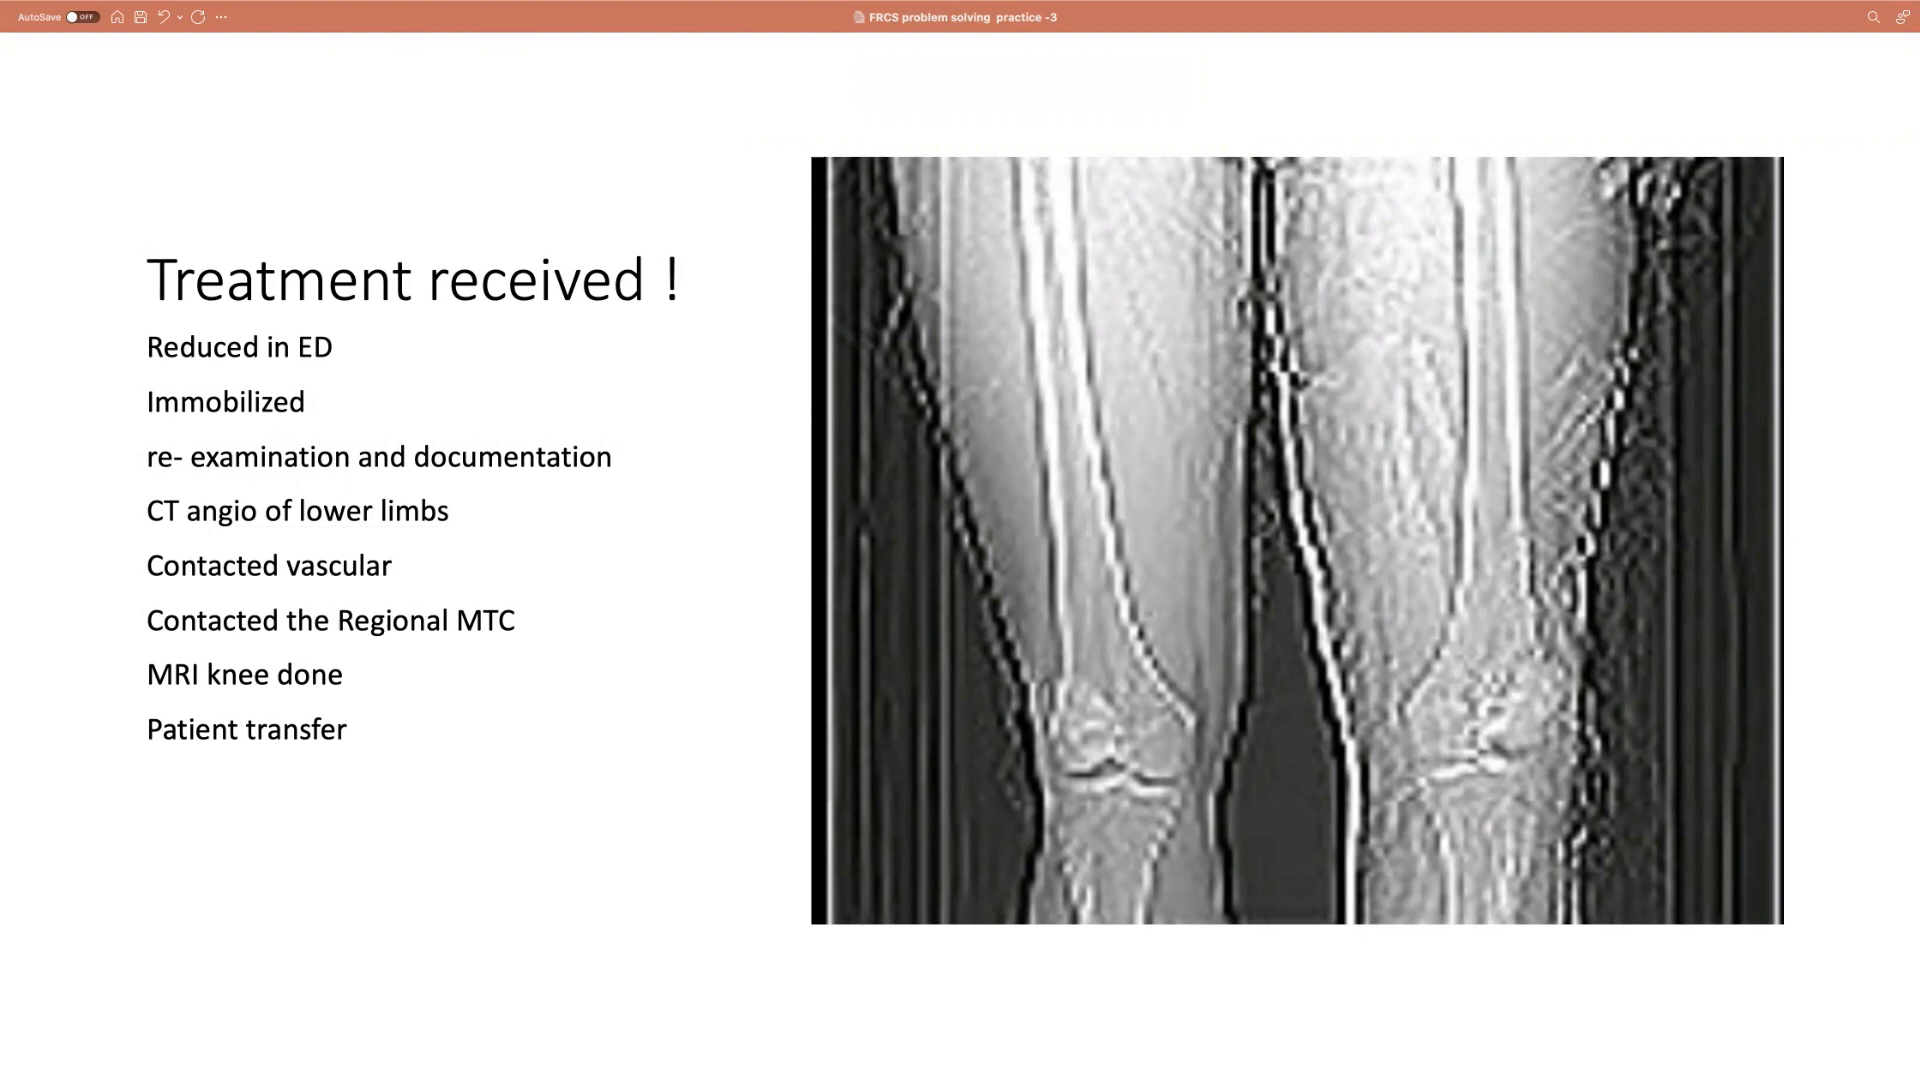 AutoSave OFF
FRCS problem solving practice -3
Treatment received !
Reduced in ED
Immobilized
re- examination and documentation
CT angio of lower limbs
Contacted vascular
Contacted the Regional MTC
MRI knee done
Patient transfer